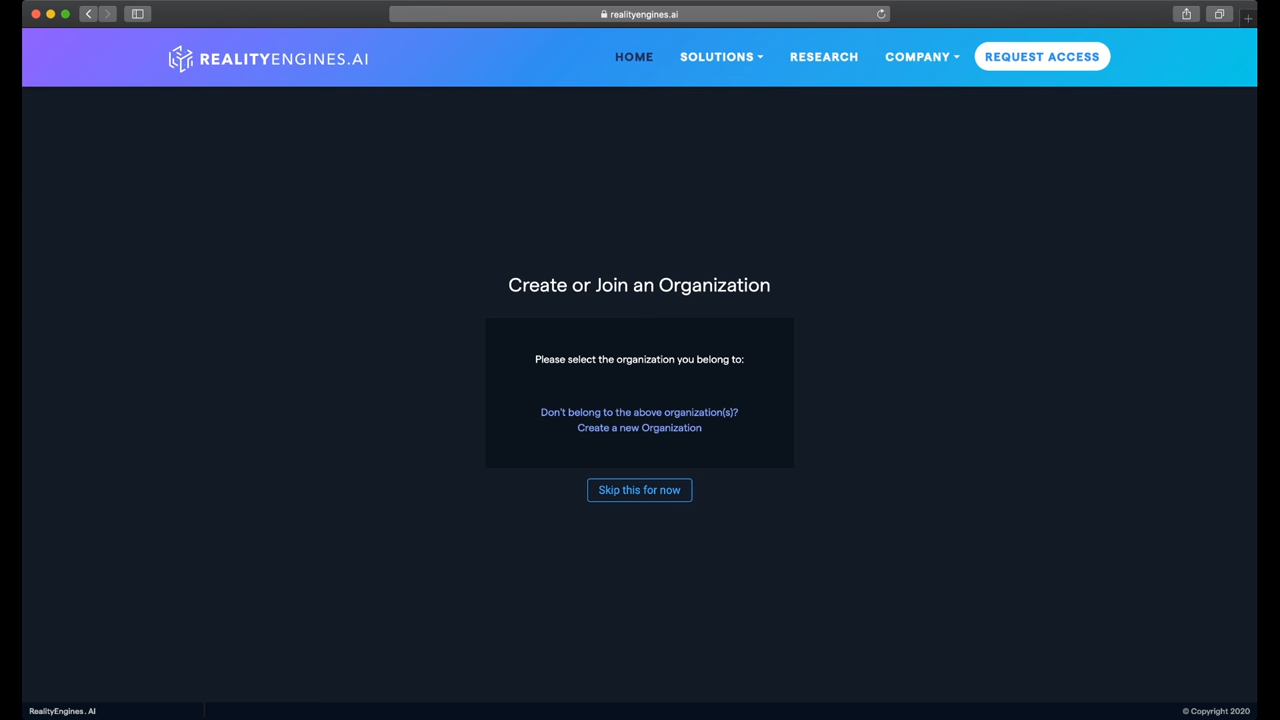 realityengines.ai
REALITYENGINES.AI
HOME
SOLUTIONS
RESEARCH
COMPANY
REQUEST ACCESS
Create or Join an Organization
Please select the organization you belong to:
Don't belong to the above organization(s)?
Create a new Organization
Skip this for now
RealityEngines. AI
© Copyright 2020